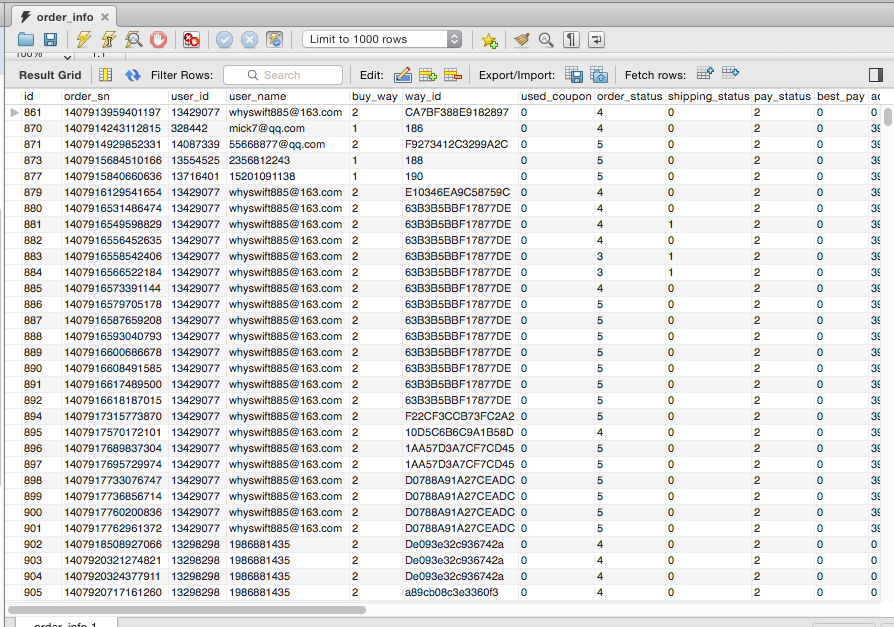 order_info
Limit to 1000 rows
100%
1:1
Result Grid Filter Rows: Search Edit: Export/Import: Fetch rows:
id order_sn user_id user_name buy_way way_id used_coupon order_status shipping_status pay_status best_pay
861 1407913959401197 13429077 whyswift885@163.com 2 CA7BF388E9182897 0 4 0 2 0 0
870 1407914243112815 328442 mick7@qq.com 1 186 0 4 0 2 0 39
871 1407914929852331 14087339 55668877@qq.com 2 F9273412C3299A2C 0 5 0 2 0 39
873 1407915684510166 13554525 2356812243 1 188 0 5 0 2 0 39
877 1407915840660636 13716401 15201091138 1 190 0 5 0 2 0 39
879 1407916129541654 13429077 whyswift885@163.com 2 E10346EA9C58759C 0 4 0 2 0 39
880 1407916531486474 13429077 whyswift885@163.com 2 63B3B5BBF17877DE 0 4 0 2 0 39
881 1407916549598829 13429077 whyswift885@163.com 2 63B3B5BBF17877DE 0 4 1 2 0 39
882 1407916556452635 13429077 whyswift885@163.com 2 63B3B5BBF17877DE 0 4 0 2 0 39
883 1407916558542406 13429077 whyswift885@163.com 2 63B3B5BBF17877DE 0 3 1 2 0 39
884 1407916566522184 13429077 whyswift885@163.com 2 63B3B5BBF17877DE 0 3 1 2 0 39
885 1407916573391144 13429077 whyswift885@163.com 2 63B3B5BBF17877DE 0 4 0 2 0 39
886 1407916579705178 13429077 whyswift885@163.com 2 63B3B5BBF17877DE 0 5 0 2 0 39
887 1407916587659208 13429077 whyswift885@163.com 2 63B3B5BBF17877DE 0 5 0 2 0 39
888 1407916593040793 13429077 whyswift885@163.com 2 63B3B5BBF17877DE 0 5 0 2 0 39
889 1407916600686678 13429077 whyswift885@163.com 2 63B3B5BBF17877DE 0 5 0 2 0 39
890 1407916608491585 13429077 whyswift885@163.com 2 63B3B5BBF17877DE 0 5 0 2 0 39
891 1407916617489500 13429077 whyswift885@163.com 2 63B3B5BBF17877DE 0 5 0 2 0 39
892 1407916618187015 13429077 whyswift885@163.com 2 63B3B5BBF17877DE 0 5 0 2 0 39
894 1407917315773870 13429077 whyswift885@163.com 2 F22CF3CCB73FC2A2 0 5 0 2 0 39
895 1407917570172101 13429077 whyswift885@163.com 2 10D5C6B6C9A1B58D 0 4 0 2 0 39
896 1407917689837304 13429077 whyswift885@163.com 2 1AA57D3A7CF7CD45 0 5 0 2 0 39
897 1407917695729974 13429077 whyswift885@163.com 2 1AA57D3A7CF7CD45 0 5 0 2 0 39
898 1407917733076747 13429077 whyswift885@163.com 2 D0788A91A27CEADC 0 5 0 2 0 39
899 1407917736856714 13429077 whyswift885@163.com 2 D0788A91A27CEADC 0 5 0 2 0 39
900 1407917760200836 13429077 whyswift885@163.com 2 D0788A91A27CEADC 0 5 0 2 0 39
901 1407917762961372 13429077 whyswift885@163.com 2 D0788A91A27CEADC 0 5 0 2 0 39
902 1407918508927066 13298298 1986881435 2 De093e32c936742a 0 4 0 2 0 0
903 1407920321274821 13298298 1986881435 2 De093e32c936742a 0 4 0 2 0 39
904 1407920324377911 13298298 1986881435 2 De093e32c936742a 0 4 0 2 0 39
905 1407920717161260 13298298 1986881435 2 a89cb08c3e3360f3 0 4 0 2 0 39
order_info 1